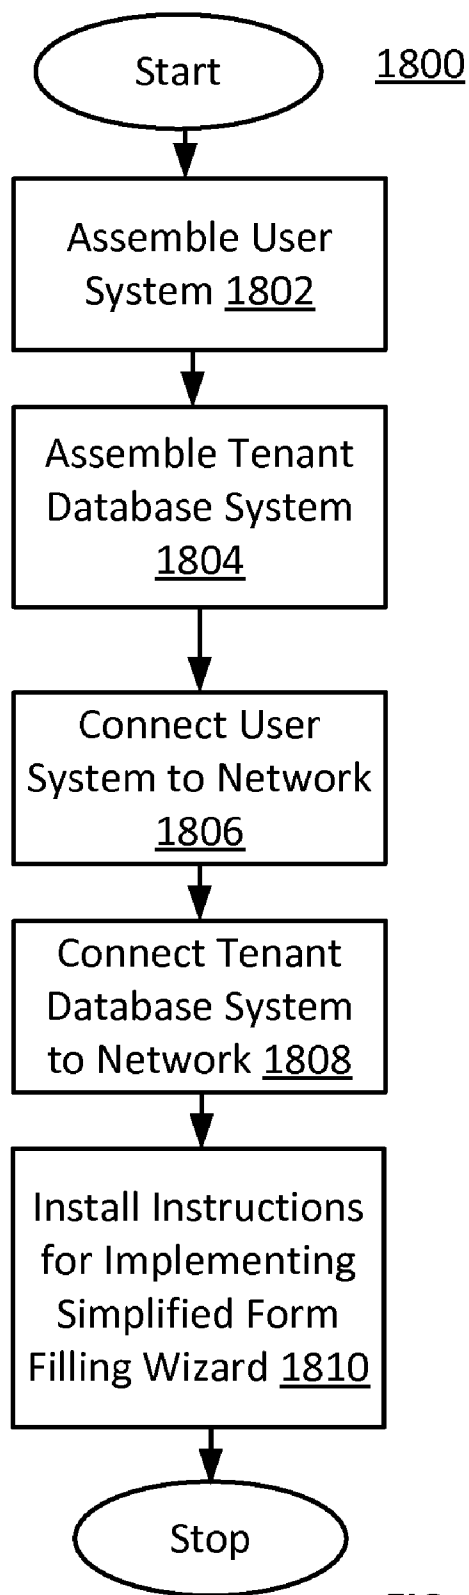 Start
1800
Assemble User
System 1802
Assemble Tenant
Database System
1804
Connect User
System to Network
1806
Connect Tenant
Database System
to Network 1808
Install Instructions
for Implementing
Simplified Form
Filling Wizard 1810
Stop